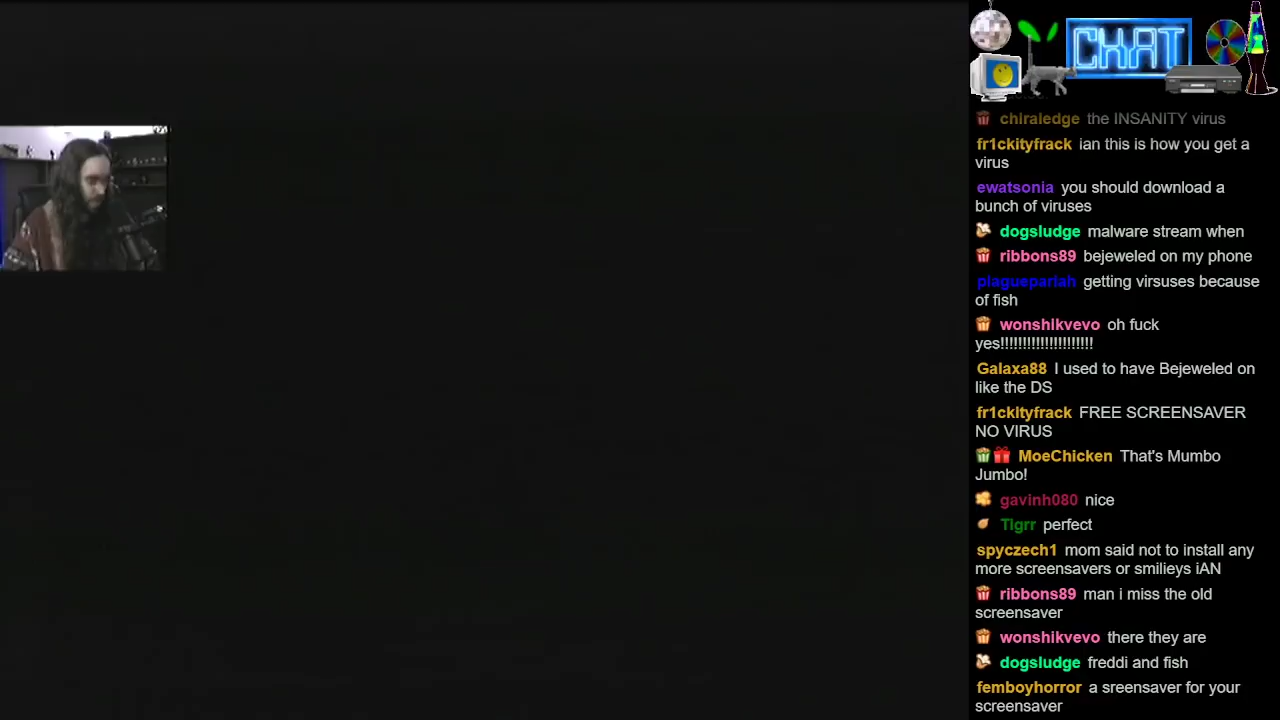 CHAT
chiraledge the INSANITY virus
fr1ckityfrack ian this is how you get a
virus
ewatsonia you should download a
bunch of viruses
dogsludge malware stream when
ribbons89 bejeweled on my phone
plaguepariah getting virsuses because
of fish
wonshikvevo oh fuck
yes!!!!!!!!!!!!!!!!!!!!!
Galaxa88 I used to have Bejeweled on
like the DS
fr1ckityfrack FREE SCREENSAVER
NO VIRUS
MoeChicken That's Mumbo
Jumbo!
gavinh080 nice
Tigrr perfect
spyczech1 mom said not to install any
more screensavers or smilieys iAN
ribbons89 man i miss the old
screensaver
wonshikvevo there they are
dogsludge freddi and fish
femboyhorror a sreensaver for your
screensaver